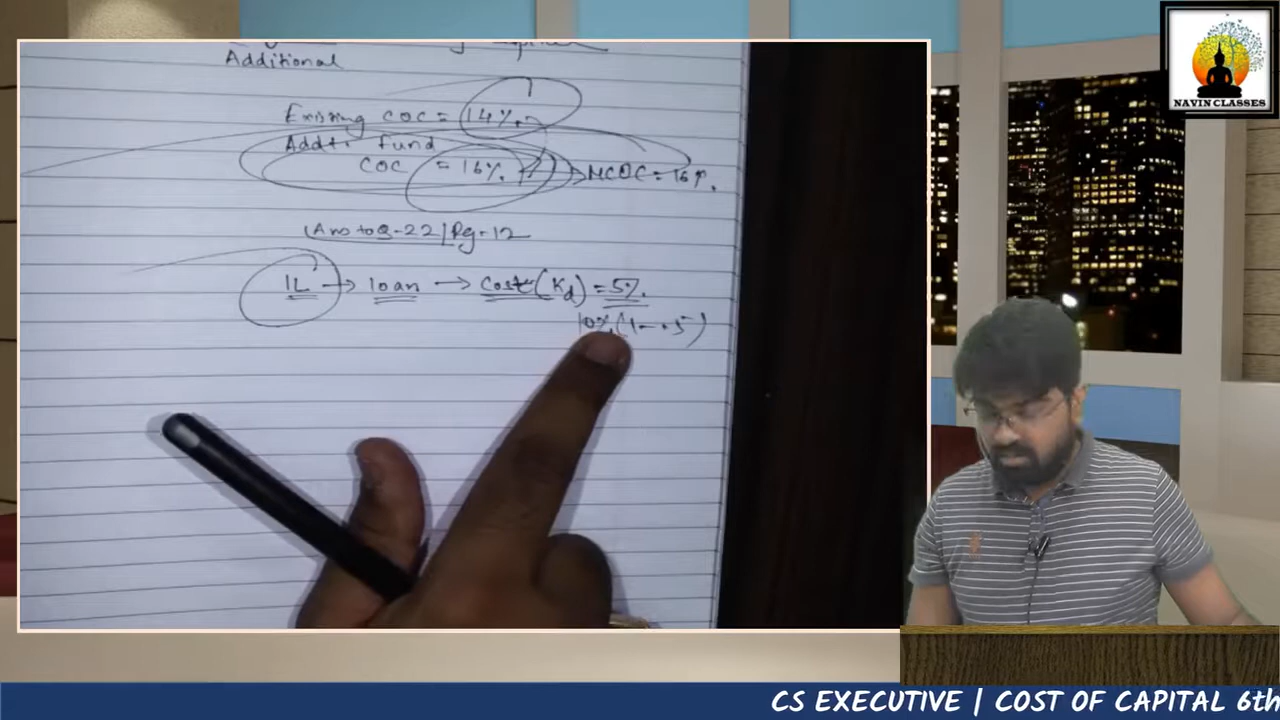 Additional
Existing COC = 14%.
Addtn. Fund
COC = 16% → MCOC = 16%.
(Ans to Q-22 | Pg-12
1L → loan → Cost (Kd) = 5%.
10% (1-.5)
NAVIN CLASSES
CS EXECUTIVE | COST OF CAPITAL 6th